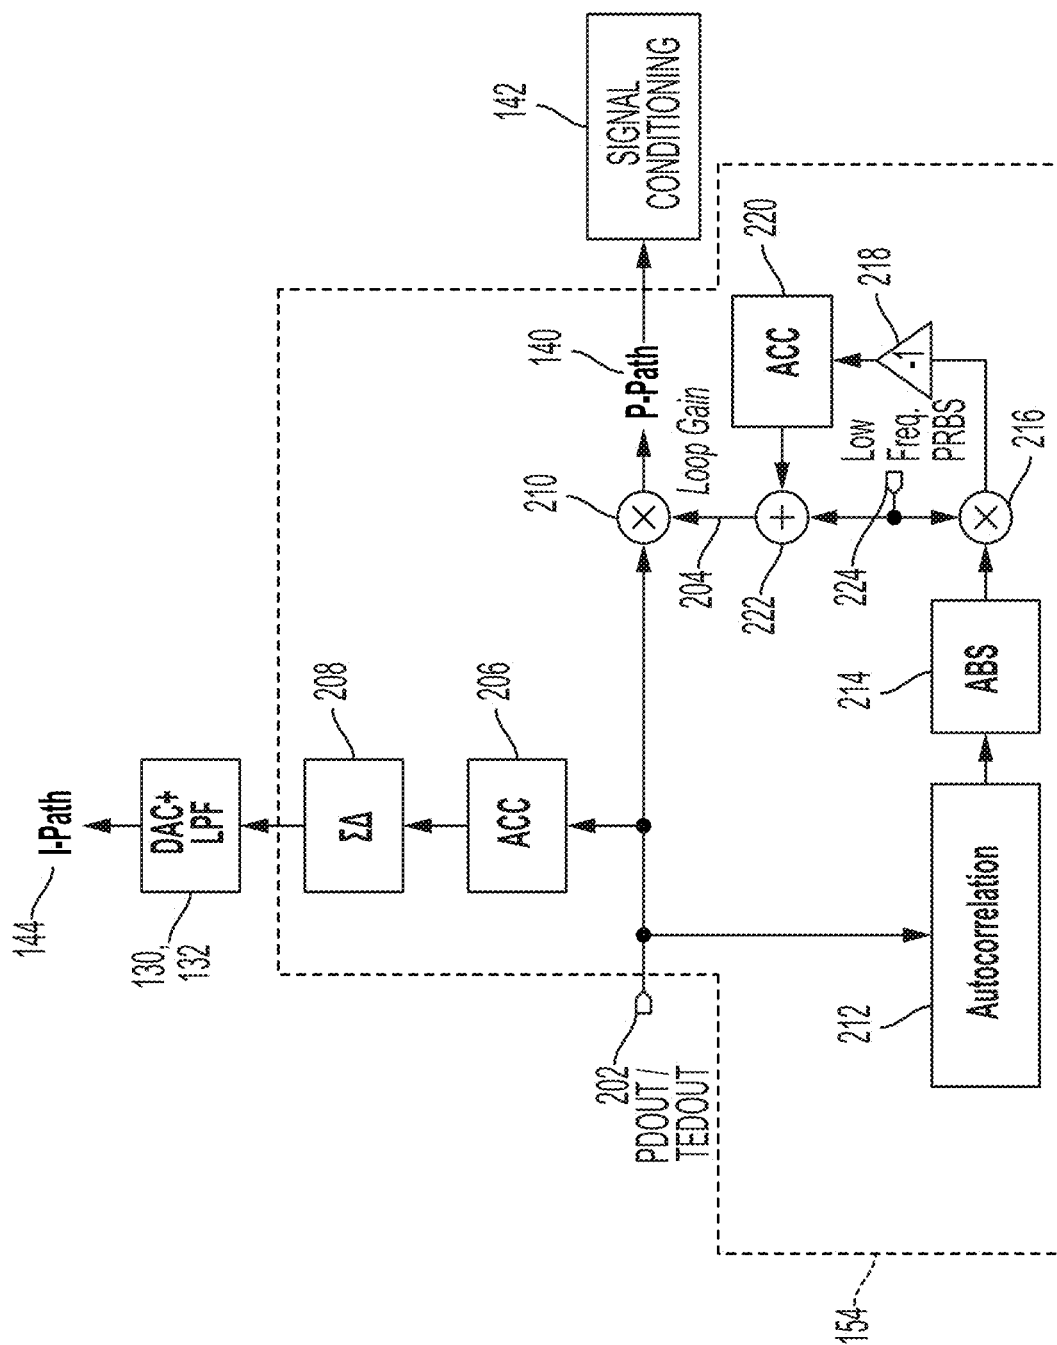 144
I-Path
130,
132
DAC+
LPF
208
ΣΔ
206
ACC
202
PDOUT /
TEDOUT
210
×
140
P-Path
142
SIGNAL
CONDITIONING
Loop Gain
204
222
+
220
ACC
218
-1
224
Low
Freq.
PRBS
216
×
214
ABS
212
Autocorrelation
154